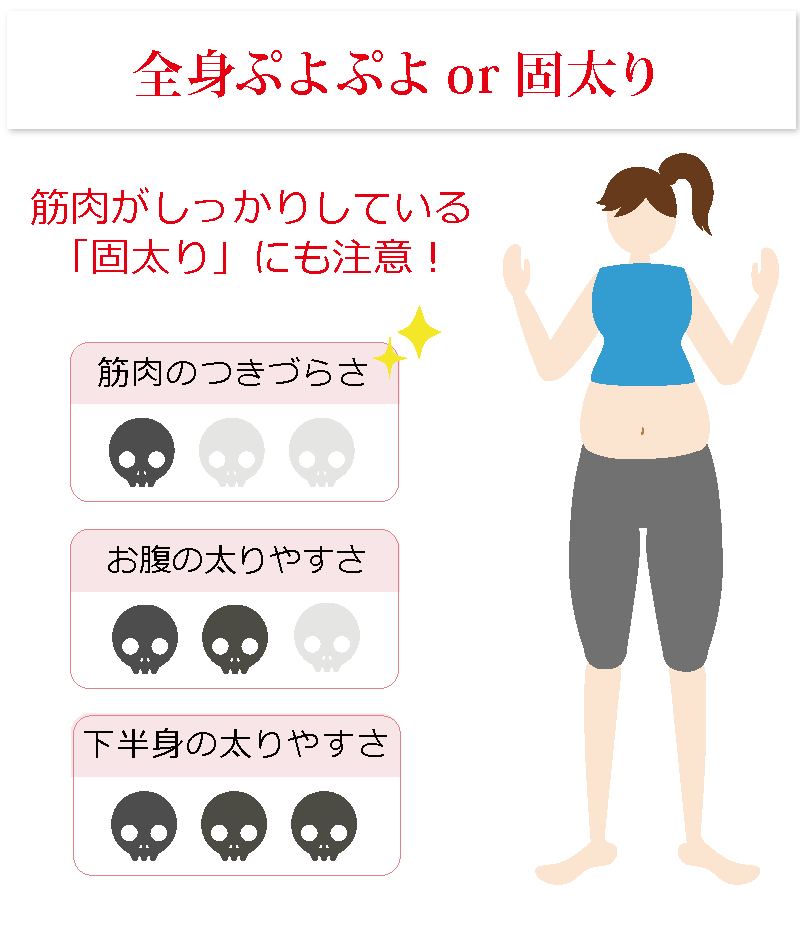 全身ぷよぷよ or 固太り
筋肉がしっかりしている
「固太り」にも注意！
筋肉のつきづらさ
お腹の太りやすさ
下半身の太りやすさ